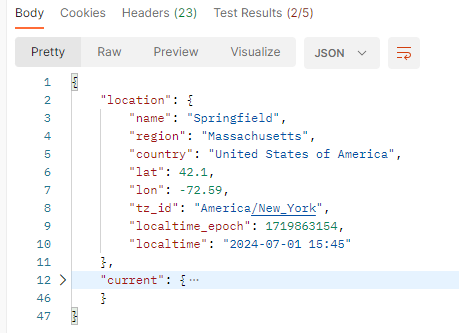 Body Cookies Headers (23) Test Results (2/5)
Pretty Raw Preview Visualize JSON
1 {
2 "location": {
3 "name": "Springfield",
4 "region": "Massachusetts",
5 "country": "United States of America",
6 "lat": 42.1,
7 "lon": -72.59,
8 "tz_id": "America/New_York",
9 "localtime_epoch": 1719863154,
10 "localtime": "2024-07-01 15:45"
11 },
12 "current": { ⋯
46 }
47 }